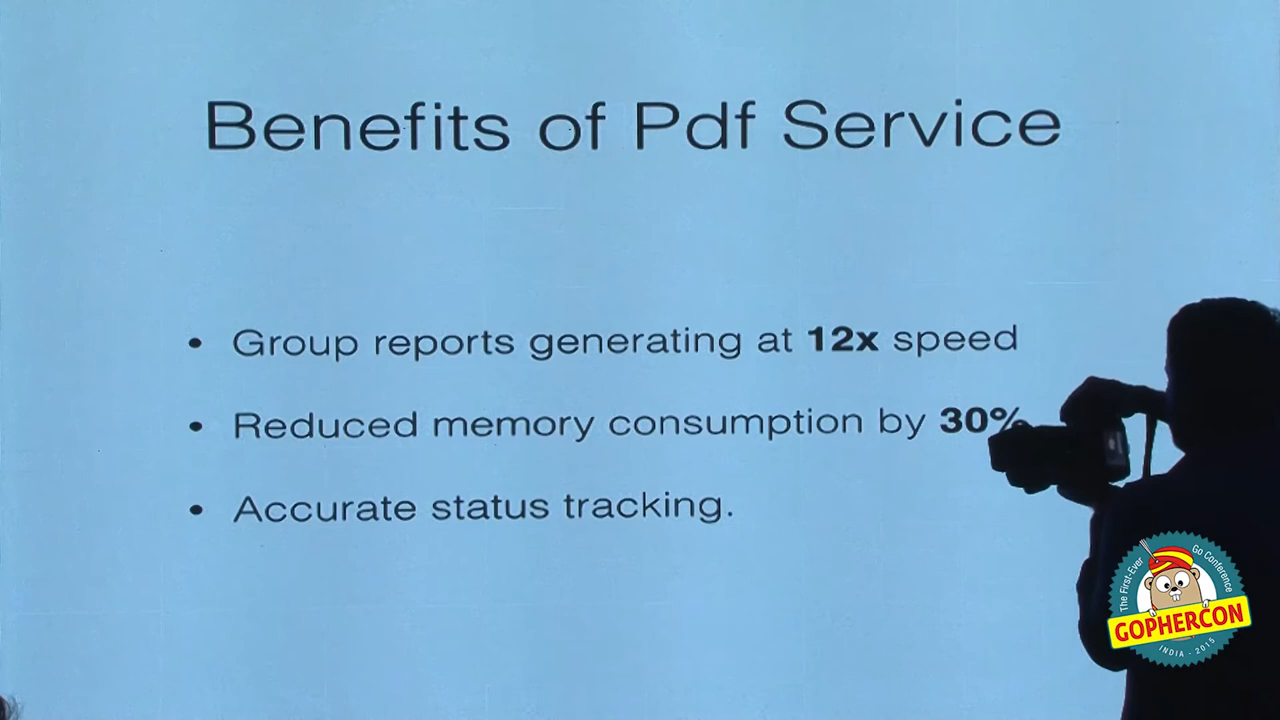 Benefits of Pdf Service
• Group reports generating at 12x speed
• Reduced memory consumption by 30%
• Accurate status tracking.
The First-Ever Go Conference
GOPHERCON
INDIA - 2015